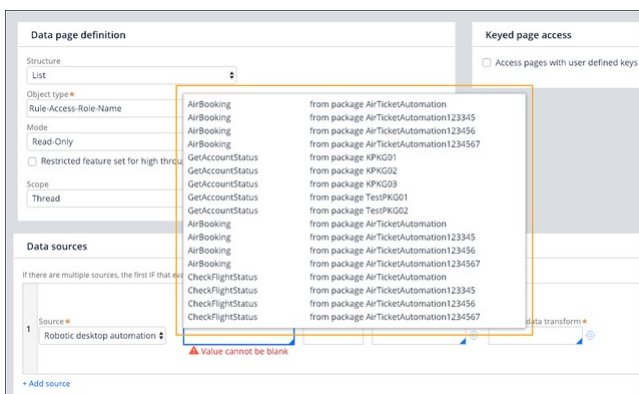 Data page definition
Keyed page access
Structure
List
Access pages with user defined keys
Object type*
Rule-Access-Role-Name
Mode
Read-Only
Restricted feature set for high
Scope
Thread
AirBooking from package AirTicketAutomation
AirBooking from package AirTicketAutomation123345
AirBooking from package AirTicketAutomation123456
AirBooking from package AirTicketAutomation1234567
GetAccountStatus from package KPKG01
GetAccountStatus from package KPKG02
GetAccountStatus from package KPKG03
GetAccountStatus from package TestPKG01
GetAccountStatus from package TestPKG02
AirBooking from package AirTicketAutomation
AirBooking from package AirTicketAutomation123345
AirBooking from package AirTicketAutomation123456
AirBooking from package AirTicketAutomation1234567
CheckFlightStatus from package AirTicketAutomation
CheckFlightStatus from package AirTicketAutomation123345
CheckFlightStatus from package AirTicketAutomation123456
CheckFlightStatus from package AirTicketAutomation1234567
Data sources
If there are multiple sources, the first IF that
Source*
data transform*
1
Robotic desktop automation
Value cannot be blank
+ Add source